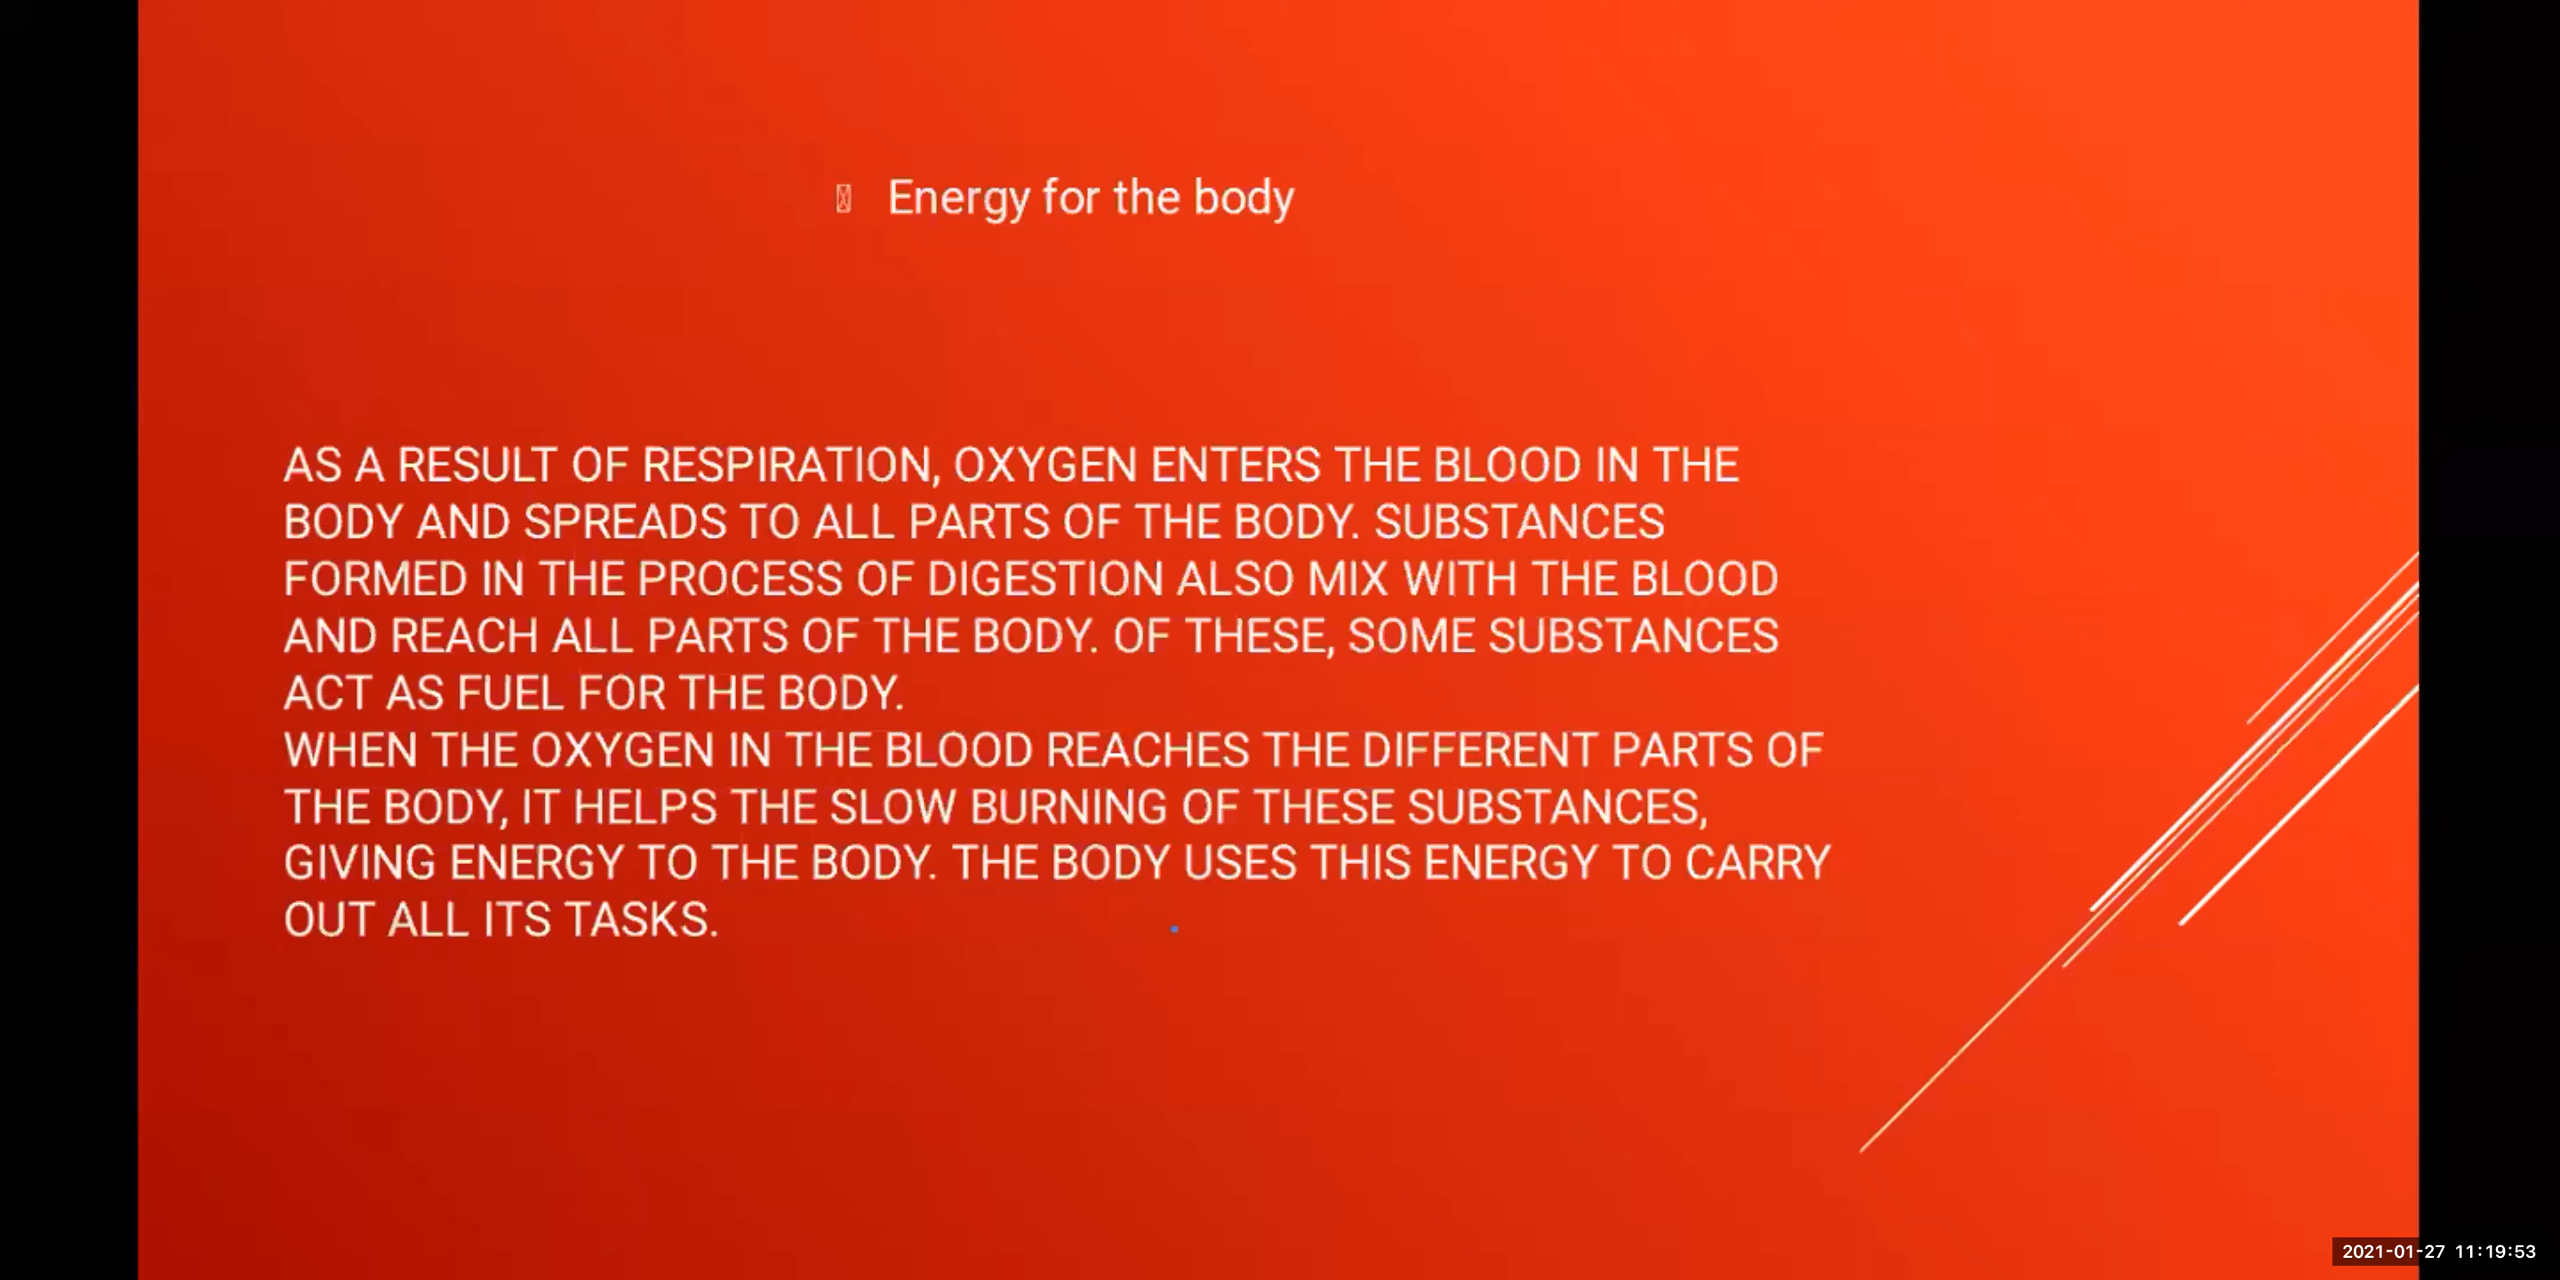 Energy for the body
AS A RESULT OF RESPIRATION, OXYGEN ENTERS THE BLOOD IN THE
BODY AND SPREADS TO ALL PARTS OF THE BODY. SUBSTANCES
FORMED IN THE PROCESS OF DIGESTION ALSO MIX WITH THE BLOOD
AND REACH ALL PARTS OF THE BODY. OF THESE, SOME SUBSTANCES
ACT AS FUEL FOR THE BODY.
WHEN THE OXYGEN IN THE BLOOD REACHES THE DIFFERENT PARTS OF
THE BODY, IT HELPS THE SLOW BURNING OF THESE SUBSTANCES,
GIVING ENERGY TO THE BODY. THE BODY USES THIS ENERGY TO CARRY
OUT ALL ITS TASKS.
2021-01-27 11:19:53